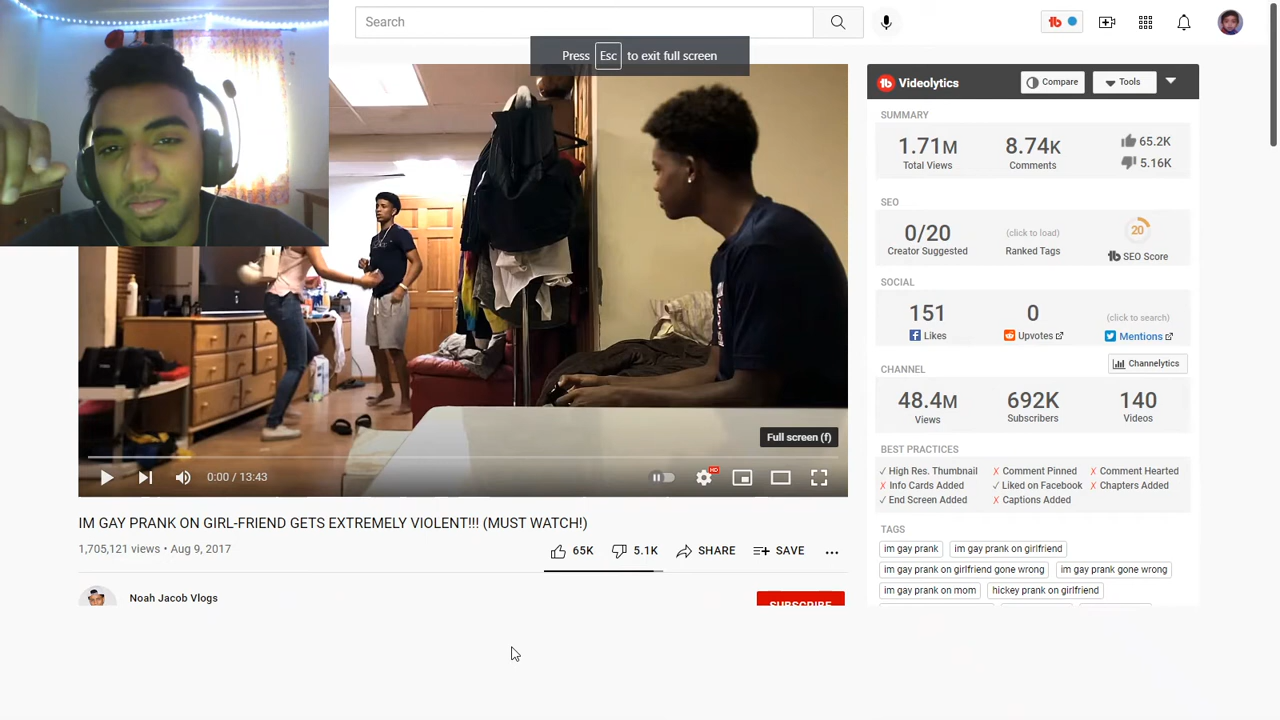 Search
Press Esc to exit full screen
Full screen (f)
HD
0:00 / 13:43
IM GAY PRANK ON GIRL-FRIEND GETS EXTREMELY VIOLENT!!! (MUST WATCH!)
1,705,121 views • Aug 9, 2017
65K 5.1K SHARE SAVE
Noah Jacob Vlogs
SUBSCRIBE
tb
tb Videolytics Compare Tools
SUMMARY
1.71M 8.74K 65.2K
Total Views Comments 5.16K
SEO
0/20 (click to load) 20
Creator Suggested Ranked Tags tb SEO Score
SOCIAL
151 0 (click to search)
Likes Upvotes Mentions
CHANNEL Channelytics
48.4M 692K 140
Views Subscribers Videos
BEST PRACTICES
✓ High Res. Thumbnail ✗ Comment Pinned ✗ Comment Hearted
✗ Info Cards Added ✓ Liked on Facebook ✗ Chapters Added
✓ End Screen Added ✗ Captions Added
TAGS
im gay prank im gay prank on girlfriend
im gay prank on girlfriend gone wrong im gay prank gone wrong
im gay prank on mom hickey prank on girlfriend